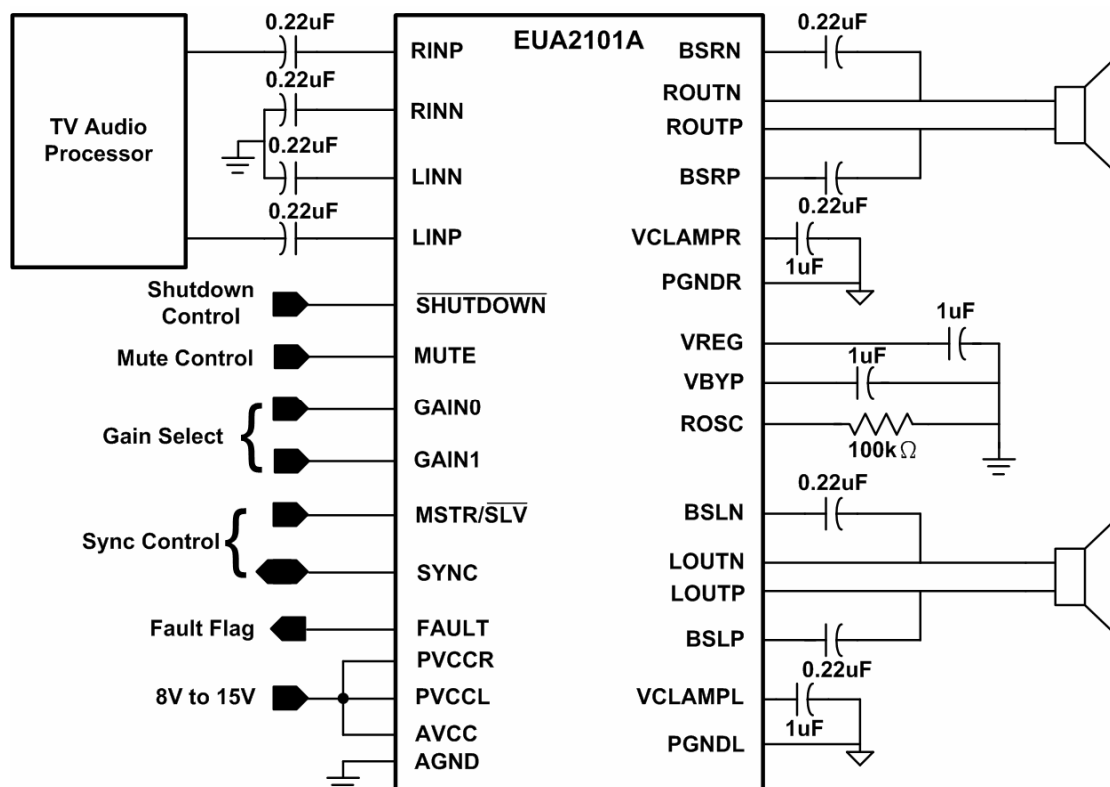 TV Audio
Processor
0.22uF
0.22uF
0.22uF
0.22uF
Shutdown
Control
Mute Control
Gain Select
{
Sync Control
{
Fault Flag
8V to 15V
EUA2101A
RINP
RINN
LINN
LINP
SHUTDOWN
MUTE
GAIN0
GAIN1
MSTR/SLV
SYNC
FAULT
PVCCR
PVCCL
AVCC
AGND
BSRN
ROUTN
ROUTP
BSRP
VCLAMPR
PGNDR
VREG
VBYP
ROSC
BSLN
LOUTN
LOUTP
BSLP
VCLAMPL
PGNDL
0.22uF
0.22uF
1uF
1uF
1uF
100kΩ
0.22uF
0.22uF
1uF